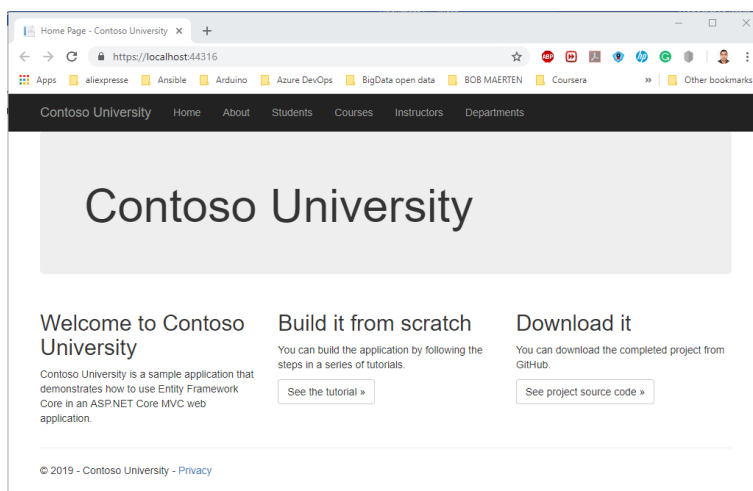 Home Page - Contoso University
https://localhost:44316
Apps aliexpresse Ansible Arduino Azure DevOps BigData open data BOB MAERTEN Coursera » Other bookmarks
Contoso University Home About Students Courses Instructors Departments
Contoso University
Welcome to Contoso
University
Contoso University is a sample application that
demonstrates how to use Entity Framework
Core in an ASP.NET Core MVC web
application.
Build it from scratch
You can build the application by following the
steps in a series of tutorials.
See the tutorial »
Download it
You can download the completed project from
GitHub.
See project source code »
© 2019 - Contoso University - Privacy